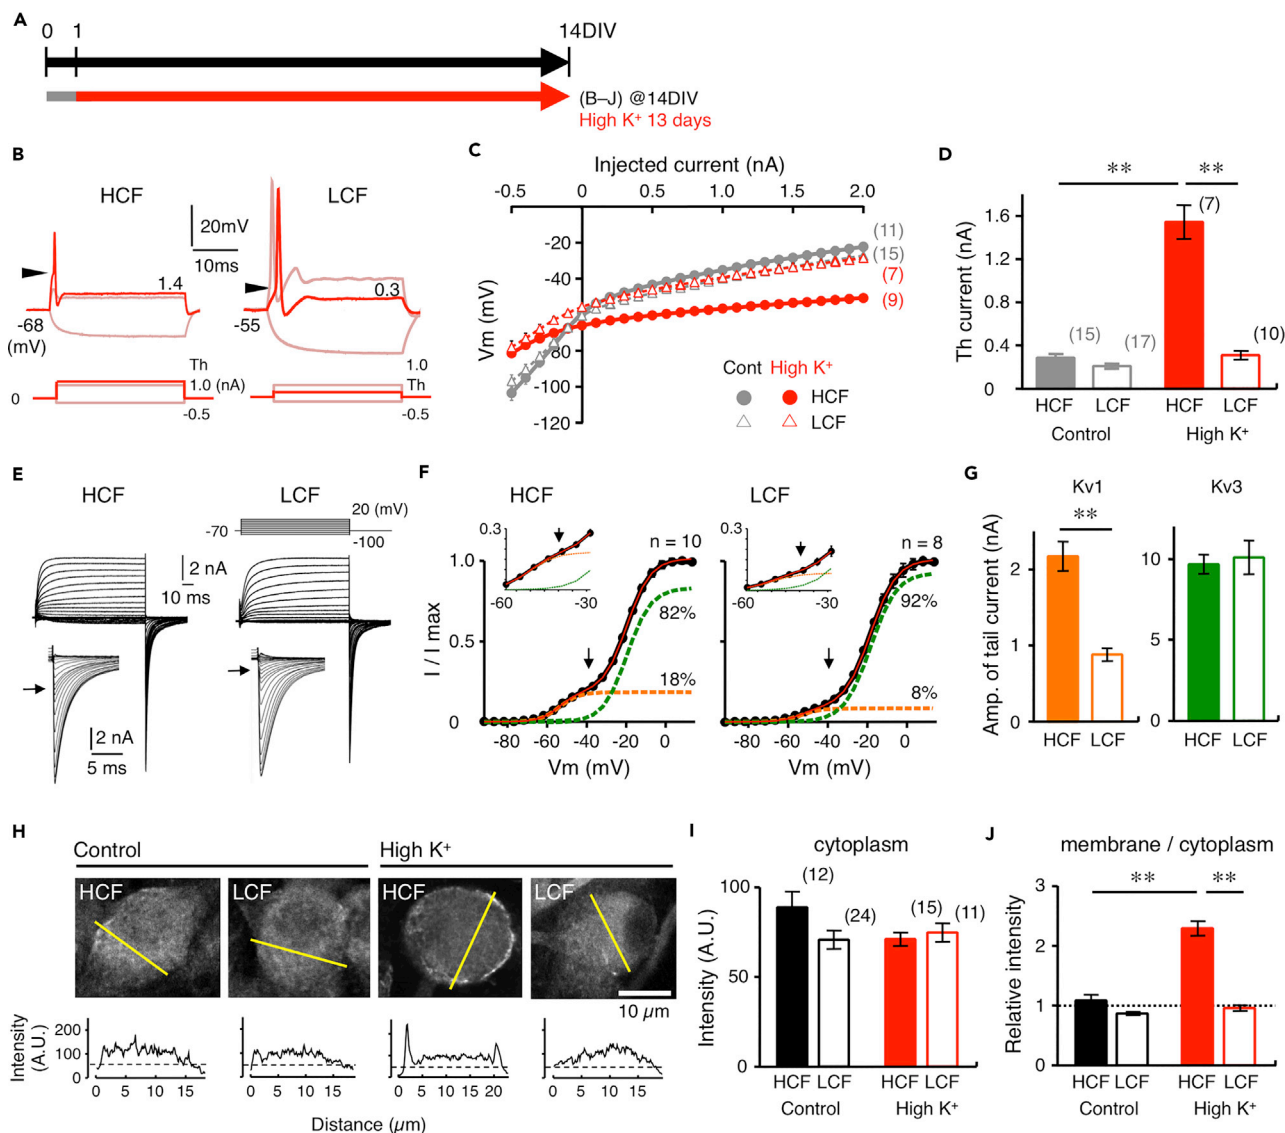 A
0 1 14DIV
(B–J) @14DIV
High K⁺ 13 days
B
HCF LCF
20mV
10ms
1.4
0.3
-68
(mV)
-55
Th
1.0 (nA)
0
-0.5
1.0
Th
-0.5
C
Injected current (nA)
-0.5 0 0.5 1.0 1.5 2.0
-20
-40
-60
-80
-100
-120
Vm (mV)
(11)
(15)
(7)
(9)
Cont High K⁺
HCF
LCF
D
** **
Th current (nA)
1.6
1.2
0.8
0.4
0
(15) (17) (7) (10)
HCF LCF HCF LCF
Control High K⁺
E
HCF LCF
20 (mV)
-70
-100
2 nA
10 ms
2 nA
5 ms
F
HCF LCF
0.3
0
-60 -30
n = 10
1.0
0.5
0
I / I max
82%
18%
-80 -60 -40 -20 0
Vm (mV)
0.3
0
-60 -30
n = 8
92%
8%
-80 -60 -40 -20 0
Vm (mV)
G
Kv1 Kv3
**
Amp. of tail current (nA)
2
1
0
HCF LCF
10
5
0
HCF LCF
H
Control High K⁺
HCF LCF HCF LCF
10 µm
Intensity
(A.U.)
200
100
0
0 5 10 15
0 5 10 15
0 5 10 15 20
0 5 10 15
Distance (µm)
I
cytoplasm
Intensity (A.U.)
100
50
0
(12) (24) (15) (11)
HCF LCF HCF LCF
Control High K⁺
J
membrane / cytoplasm
** **
Relative intensity
3
2
1
0
HCF LCF HCF LCF
Control High K⁺